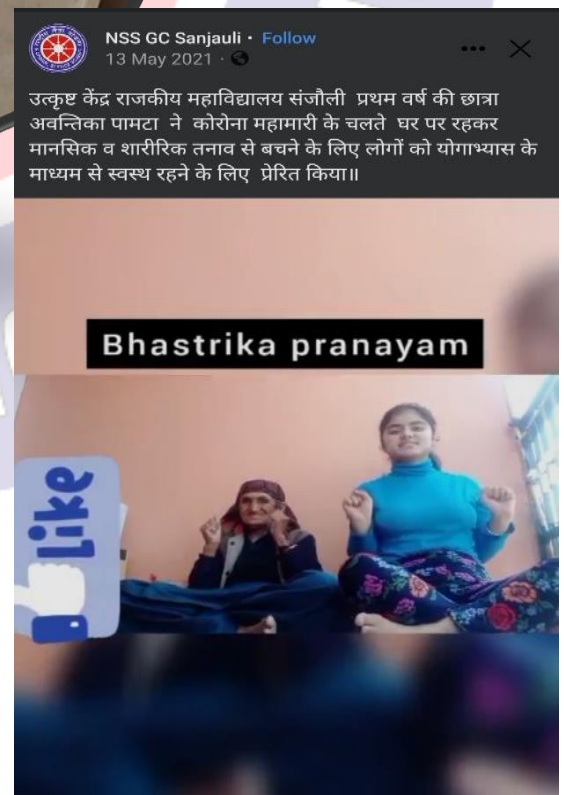 NSS GC Sanjauli • Follow
13 May 2021 ·
उत्कृष्ट केंद्र राजकीय महाविद्यालय संजौली प्रथम वर्ष की छात्रा
अवन्तिका पामटा ने कोरोना महामारी के चलते घर पर रहकर
मानसिक व शारीरिक तनाव से बचने के लिए लोगों को योगाभ्यास के
माध्यम से स्वस्थ रहने के लिए प्रेरित किया॥
Bhastrika pranayam
Like